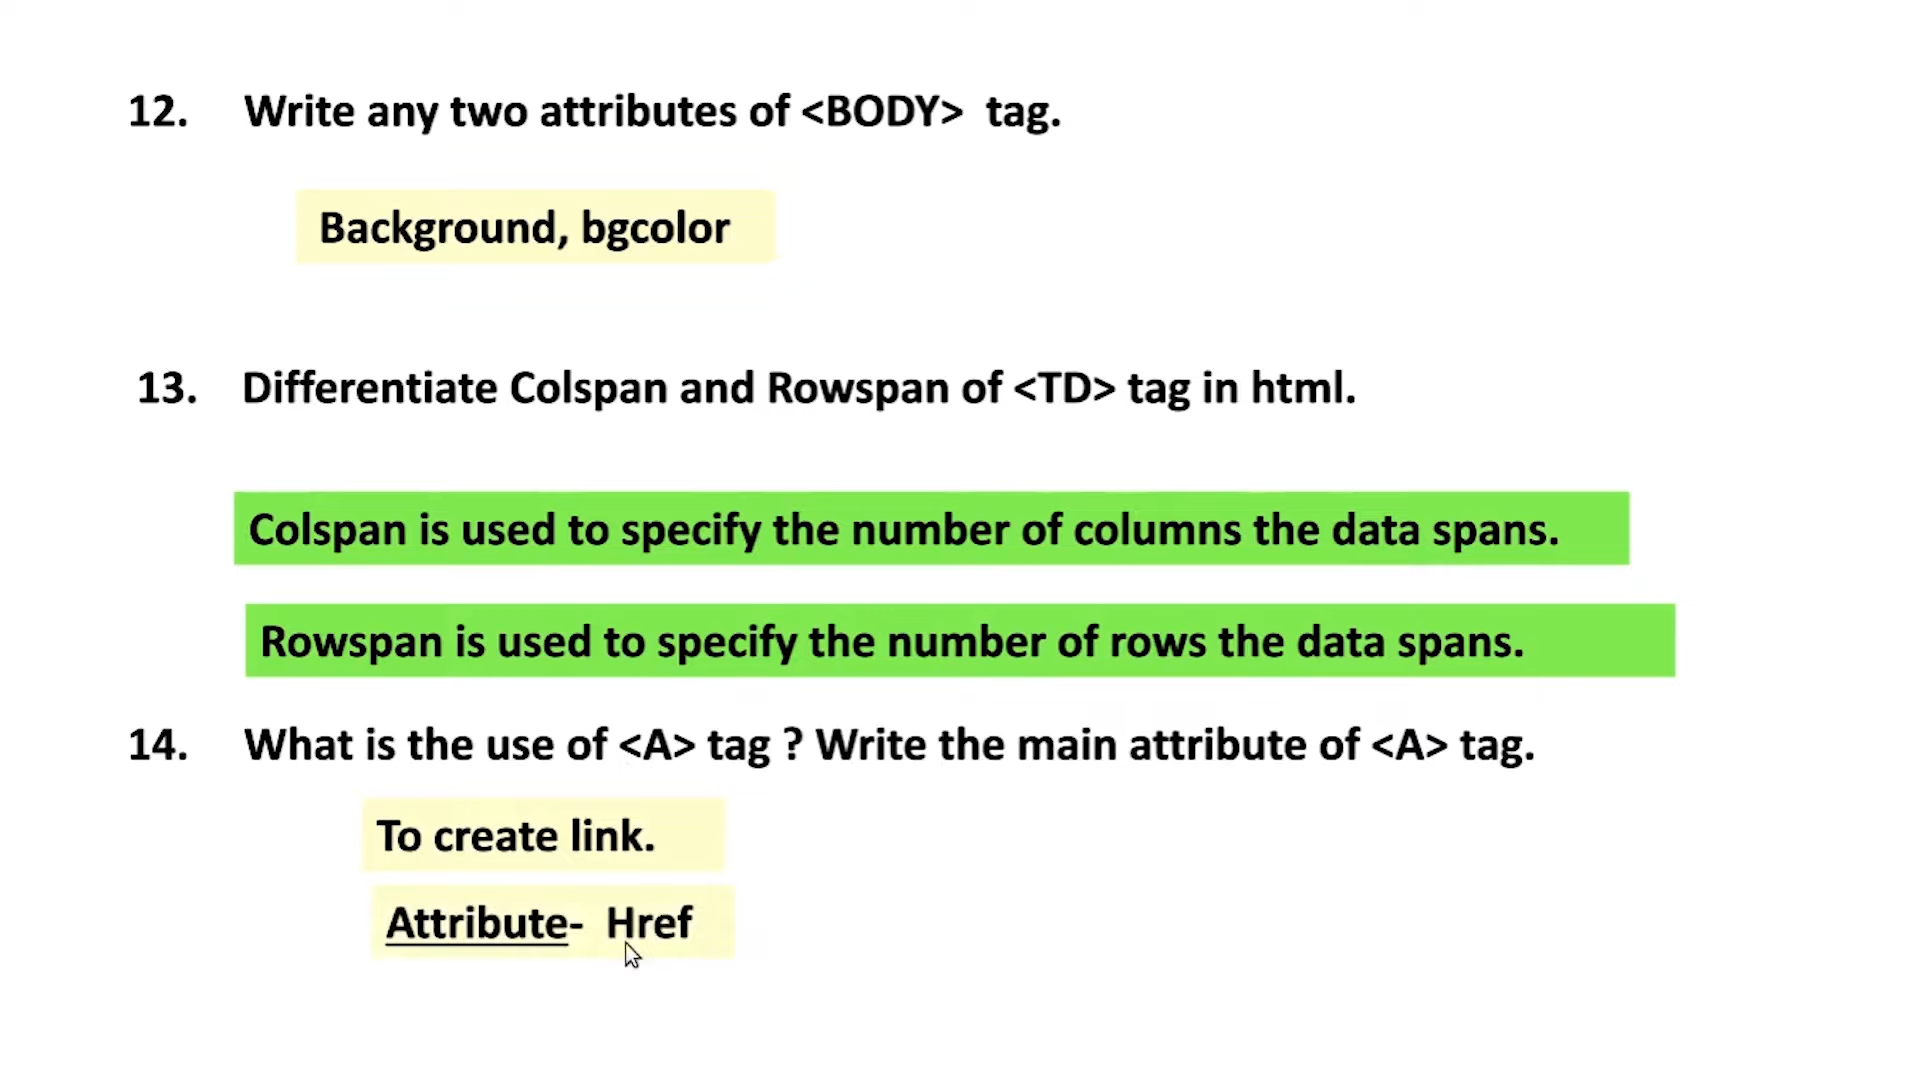 12. Write any two attributes of <BODY> tag.
Background, bgcolor
13. Differentiate Colspan and Rowspan of <TD> tag in html.
Colspan is used to specify the number of columns the data spans.
Rowspan is used to specify the number of rows the data spans.
14. What is the use of <A> tag ? Write the main attribute of <A> tag.
To create link.
Attribute- Href